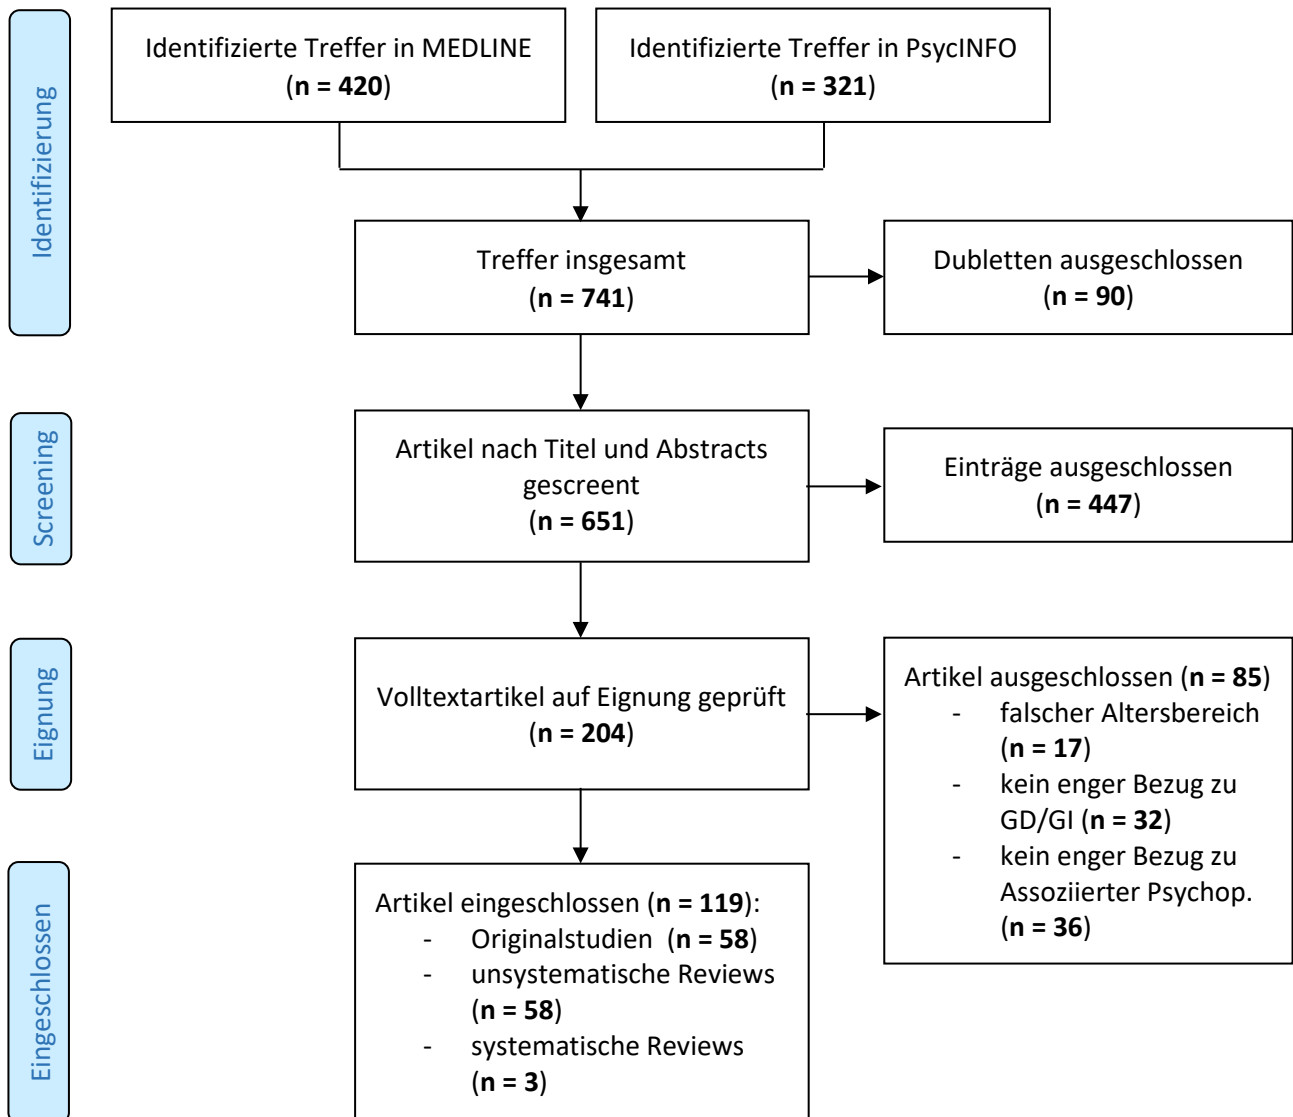 Identifizierung
Identifizierte Treffer in MEDLINE
(n = 420)
Identifizierte Treffer in PsycINFO
(n = 321)
Treffer insgesamt
(n = 741)
Dubletten ausgeschlossen
(n = 90)
Screening
Artikel nach Titel und Abstracts
gescreent
(n = 651)
Einträge ausgeschlossen
(n = 447)
Eignung
Volltextartikel auf Eignung geprüft
(n = 204)
Artikel ausgeschlossen (n = 85)
- falscher Altersbereich
(n = 17)
- kein enger Bezug zu
GD/GI (n = 32)
- kein enger Bezug zu
Assoziierter Psychop.
(n = 36)
Eingeschlossen
Artikel eingeschlossen (n = 119):
- Originalstudien (n = 58)
- unsystematische Reviews
(n = 58)
- systematische Reviews
(n = 3)